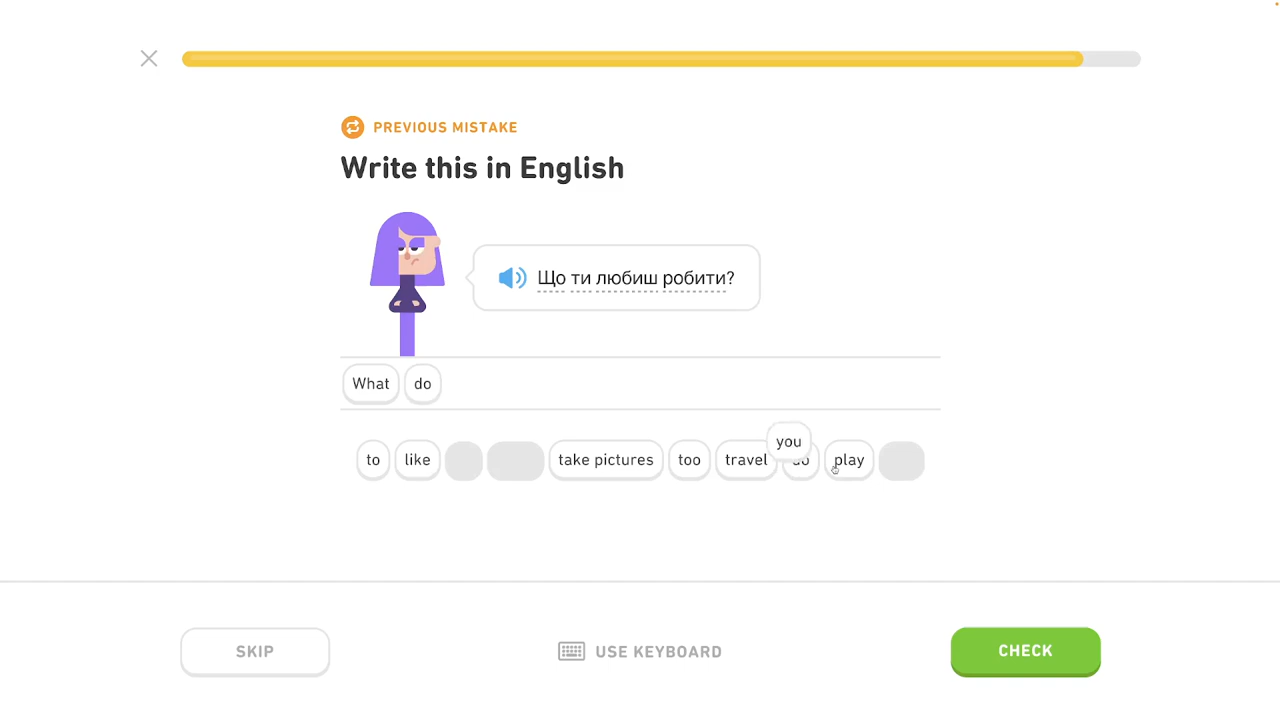 PREVIOUS MISTAKE
Write this in English
Що ти любиш робити?
What do
you
to like take pictures too travel do play
SKIP USE KEYBOARD CHECK